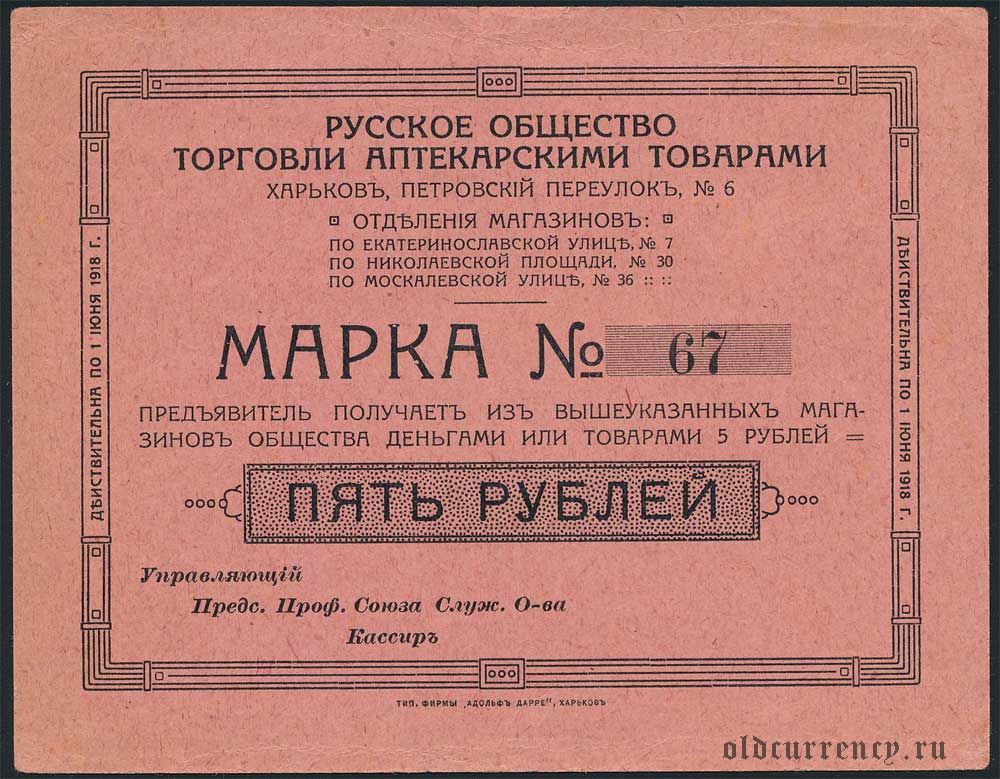 РУССКОЕ ОБЩЕСТВО
ТОРГОВЛИ АПТЕКАРСКИМИ ТОВАРАМИ
ХАРЬКОВЪ, ПЕТРОВСКІЙ ПЕРЕУЛОКЪ, № 6
ОТДѢЛЕНІЯ МАГАЗИНОВЪ:
ПО ЕКАТЕРИНОСЛАВСКОЙ УЛИЦѢ, № 7
ПО НИКОЛАЕВСКОЙ ПЛОЩАДИ, № 30
ПО МОСКАЛЕВСКОЙ УЛИЦѢ, № 36 :: ::
МАРКА № 67
ПРЕДЪЯВИТЕЛЬ ПОЛУЧАЕТЪ ИЗЪ ВЫШЕУКАЗАННЫХЪ МАГА-
ЗИНОВЪ ОБЩЕСТВА ДЕНЬГАМИ ИЛИ ТОВАРАМИ 5 РУБЛЕЙ =
ПЯТЬ РУБЛЕЙ
Управляющій
Предс. Проф. Союза Служ. О-ва
Кассиръ
ДѢЙСТВИТЕЛЬНА ПО 1 ІЮНЯ 1918 Г.
ДѢЙСТВИТЕЛЬНА ПО 1 ІЮНЯ 1918 Г.
ТИП. ФИРМЫ „АДОЛЬФЪ ДАРРЕ", ХАРЬКОВЪ
oldcurrency.ru